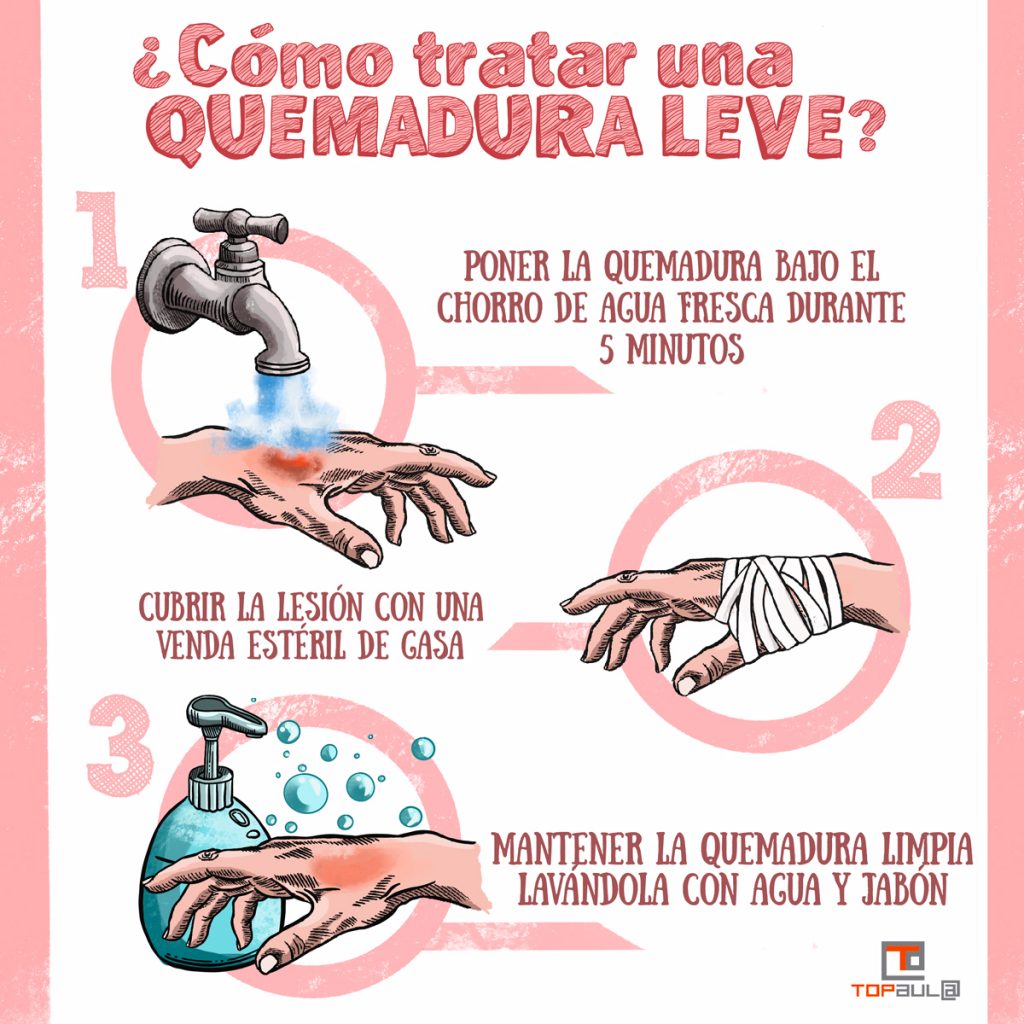 ¿Cómo tratar una
QUEMADURA LEVE?
1
PONER LA QUEMADURA BAJO EL
CHORRO DE AGUA FRESCA DURANTE
5 MINUTOS
2
CUBRIR LA LESIÓN CON UNA
VENDA ESTÉRIL DE GASA
3
MANTENER LA QUEMADURA LIMPIA
LAVÁNDOLA CON AGUA Y JABÓN
TOPAUL@